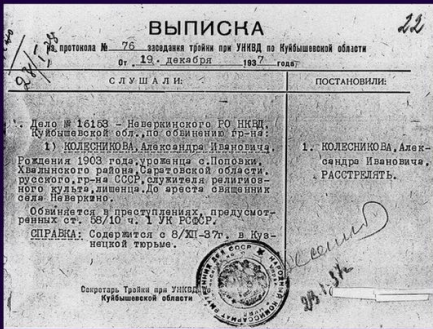 22
ВЫПИСКА
из протокола № 76 заседания тройки при УНКВД по Куйбышевской области
От „19„ декабря 1937 года
СЛУШАЛИ:
ПОСТАНОВИЛИ:
Дело № 16153 – Неверкинского РО НКВД,
Куйбышевской обл., по обвинению гр-на:
1) КОЛЕСНИКОВА, Александра Ивановича,
Рождения 1903 года, уроженца с.Поповки,
Хвалынского района, Саратовской области,
русского, гр-на СССР, служителя религиоз-
ного культа, лишенца. До ареста священник
села Неверкино.
Обвиняется в преступлениях, предусмот-
ренных ст. 58/10 ч. 1 УК РСФСР.
СПРАВКА: Содержится с 8/XII-37г. в Куз-
нецкой тюрьме.
1. КОЛЕСНИКОВА, Алек-
сандра Ивановича,
РАССТРЕЛЯТЬ.
Секретарь Тройки при УНКВД
Куйбышевской области